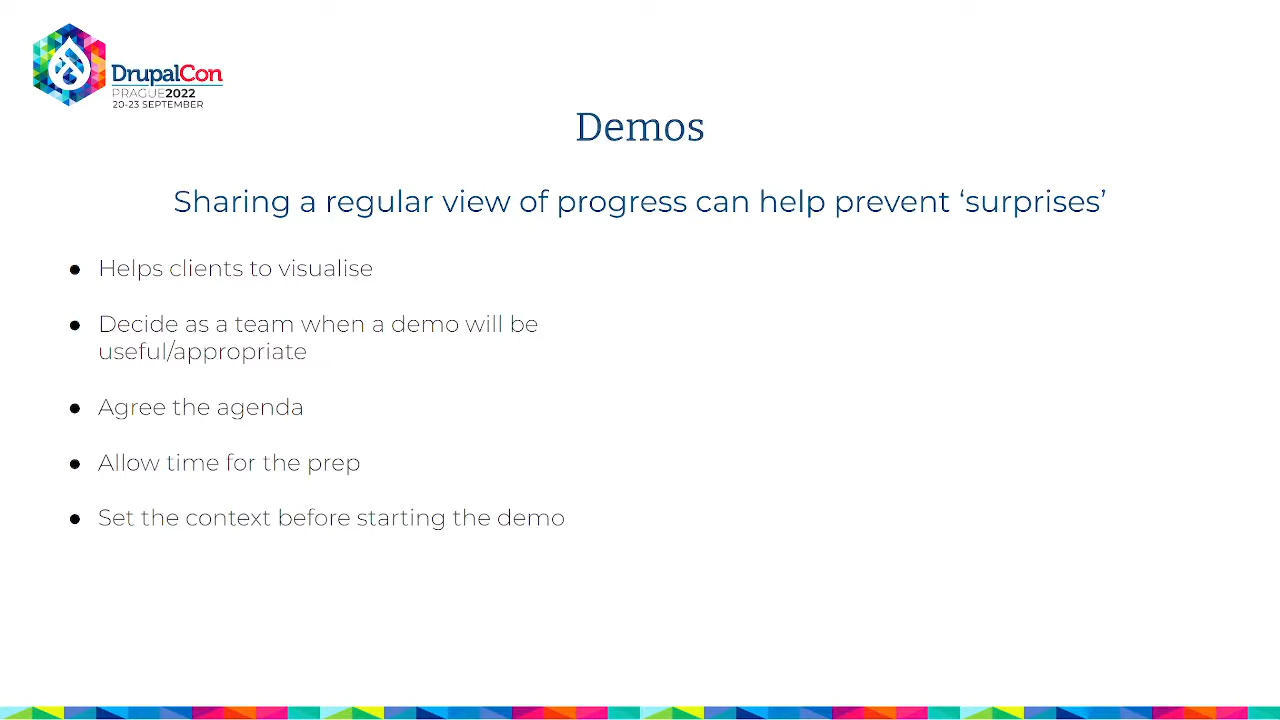 DrupalCon
PRAGUE2022
20-23 SEPTEMBER
Demos
Sharing a regular view of progress can help prevent ‘surprises’
● Helps clients to visualise
● Decide as a team when a demo will be
useful/appropriate
● Agree the agenda
● Allow time for the prep
● Set the context before starting the demo